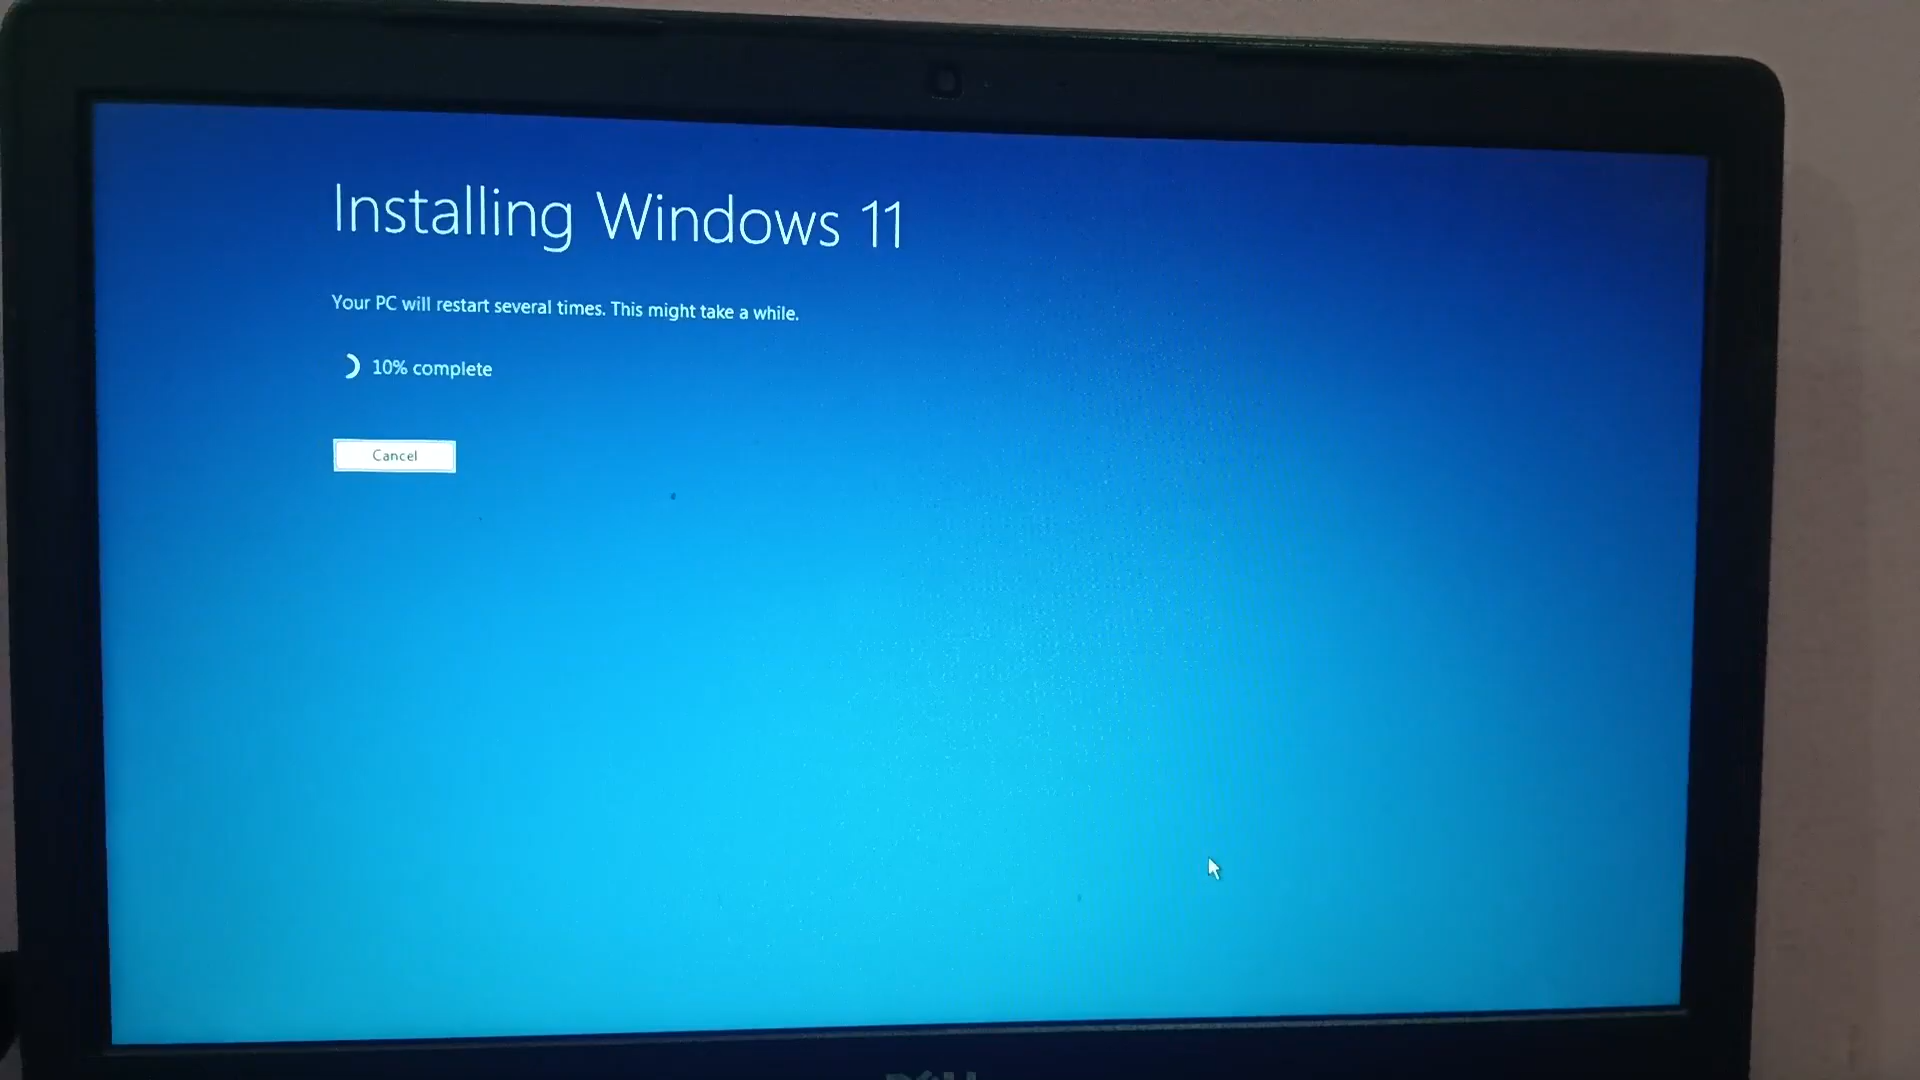 Installing Windows 11
Your PC will restart several times. This might take a while.
10% complete
Cancel